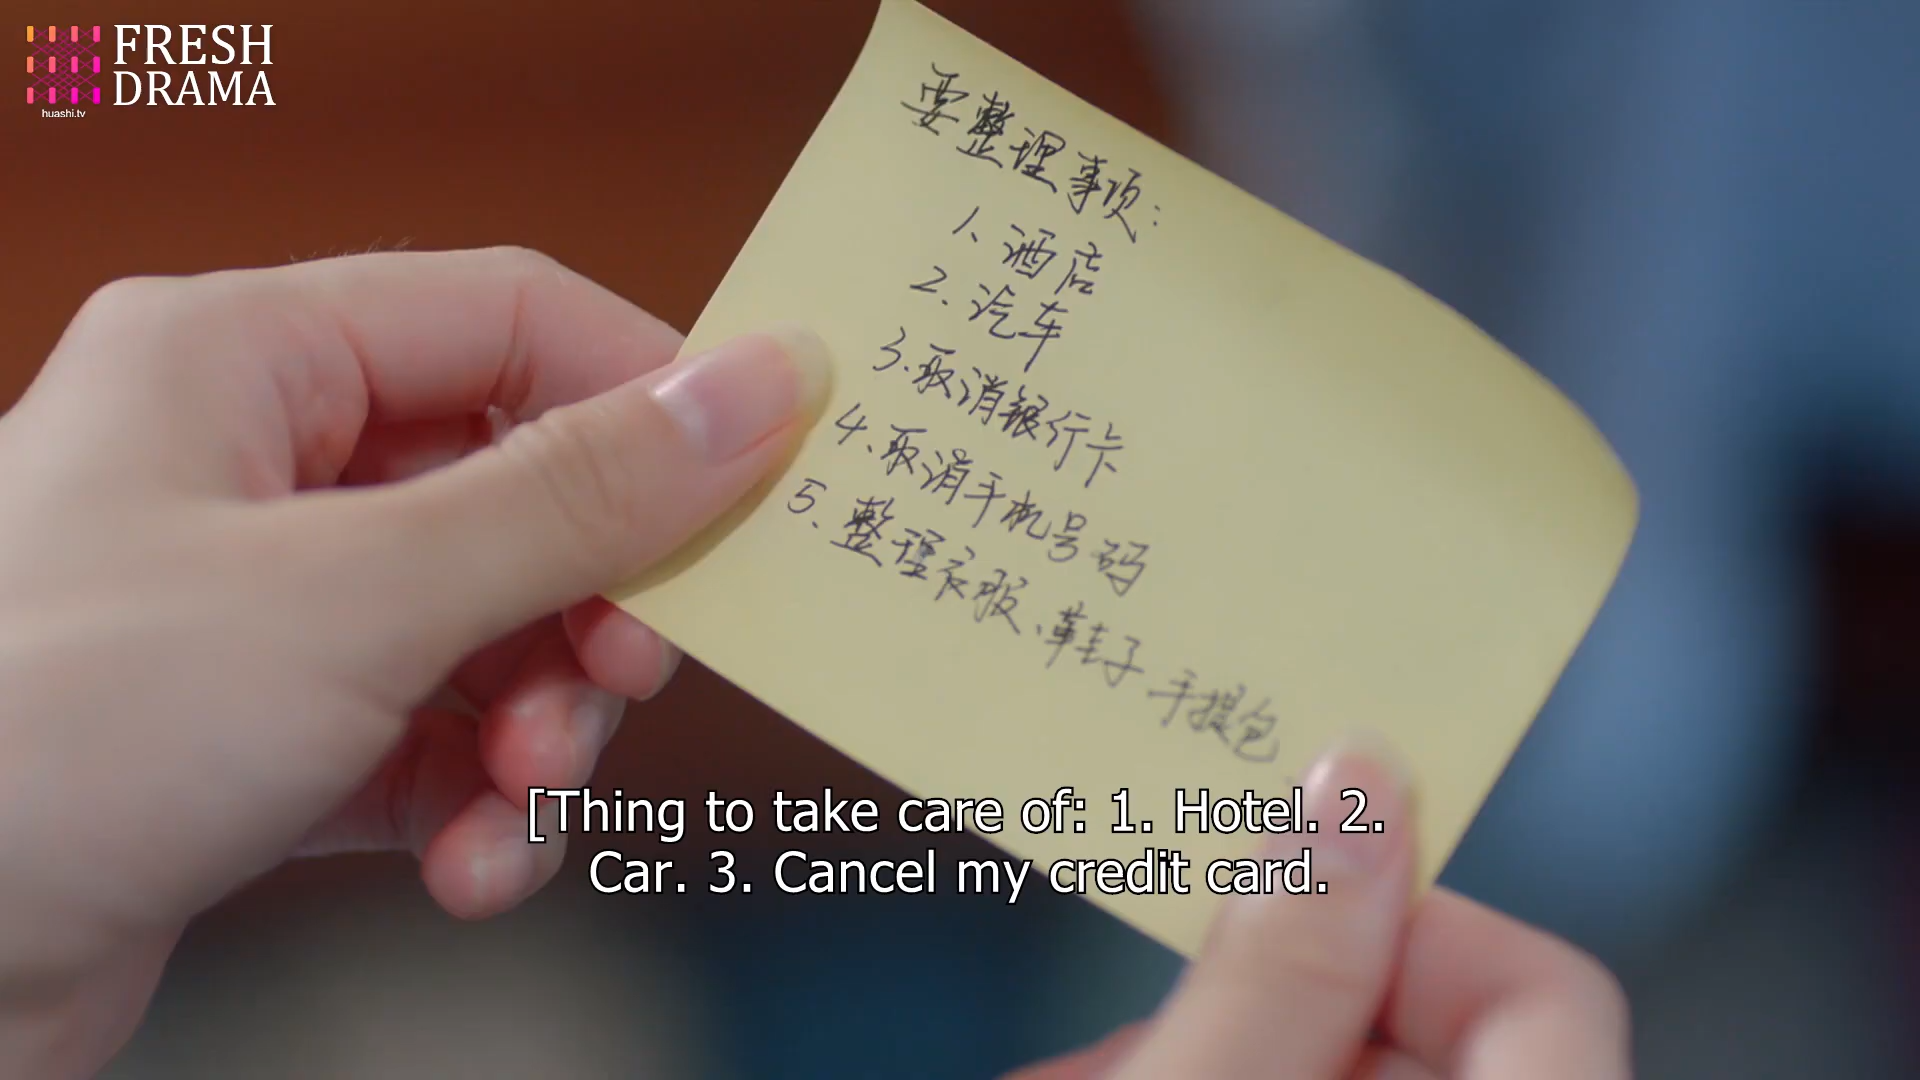 FRESH
DRAMA
huashi.tv
要整理事项:
1、酒店
2.汽车
3.取消银行卡
4、取消手机号码
5、整理衣服、鞋子 手提包
[Thing to take care of: 1. Hotel. 2.
Car. 3. Cancel my credit card.